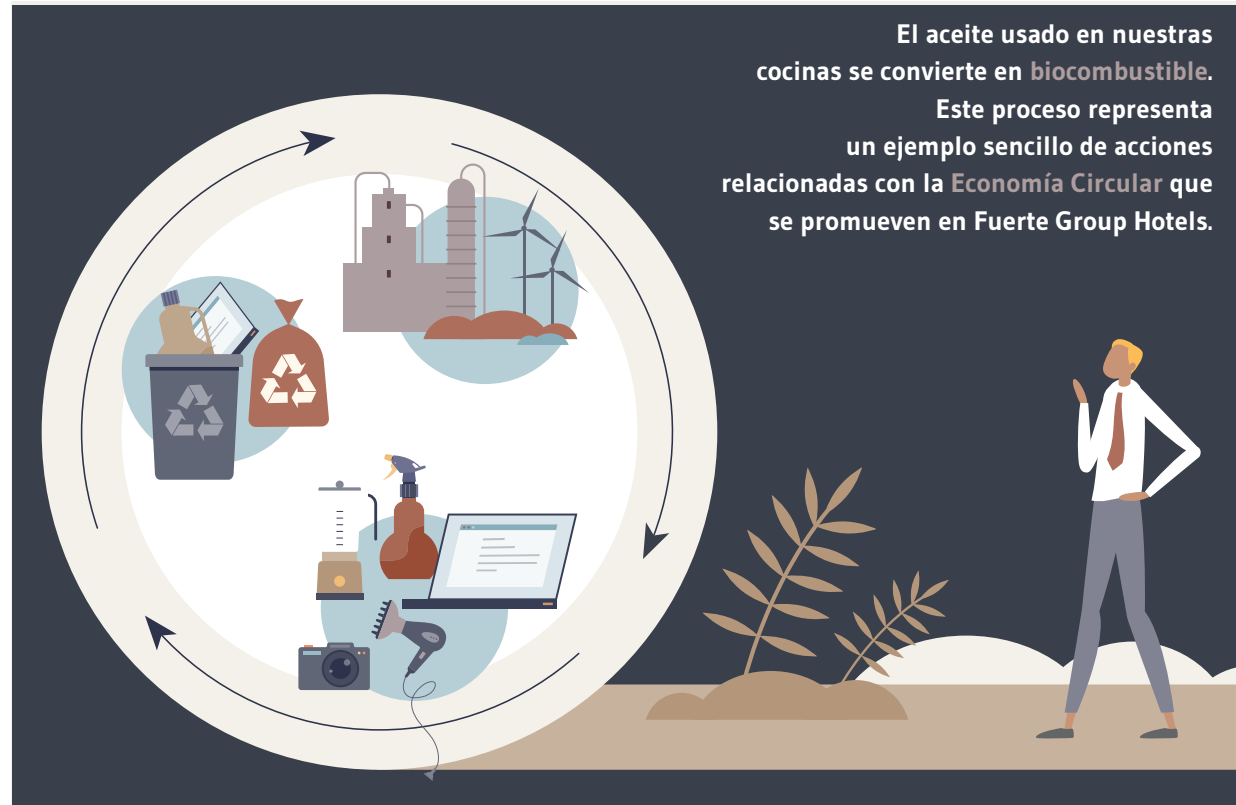 El aceite usado en nuestras
cocinas se convierte en biocombustible.
Este proceso representa
un ejemplo sencillo de acciones
relacionadas con la Economía Circular que
se promueven en Fuerte Group Hotels.